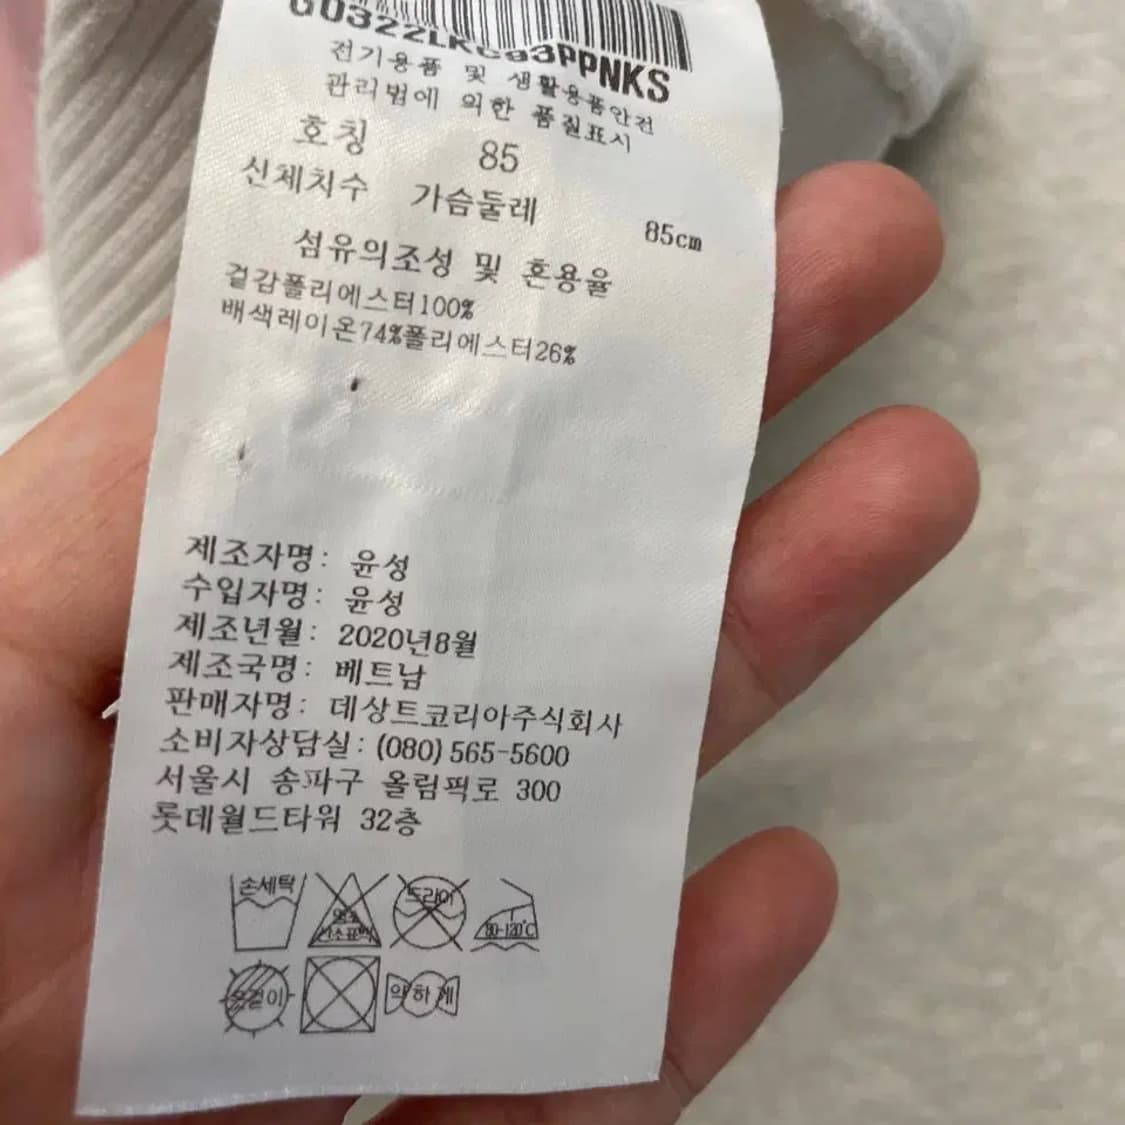 전기용품 및 생활용품안전
관리법에 의한 품질표시
호칭 85
신체치수 가슴둘레 85cm
섬유의조성 및 혼용율
겉감폴리에스터100%
배색레이온74%폴리에스터26%
제조자명: 윤성
수입자명: 윤성
제조년월: 2020년8월
제조국명: 베트남
판매자명: 데상트코리아주식회사
소비자상담실: (080)565-5600
서울시 송파구 올림픽로 300
롯데월드타워 32층
손세탁
산소표백
드라이
80-120℃
옷걸이
약하게